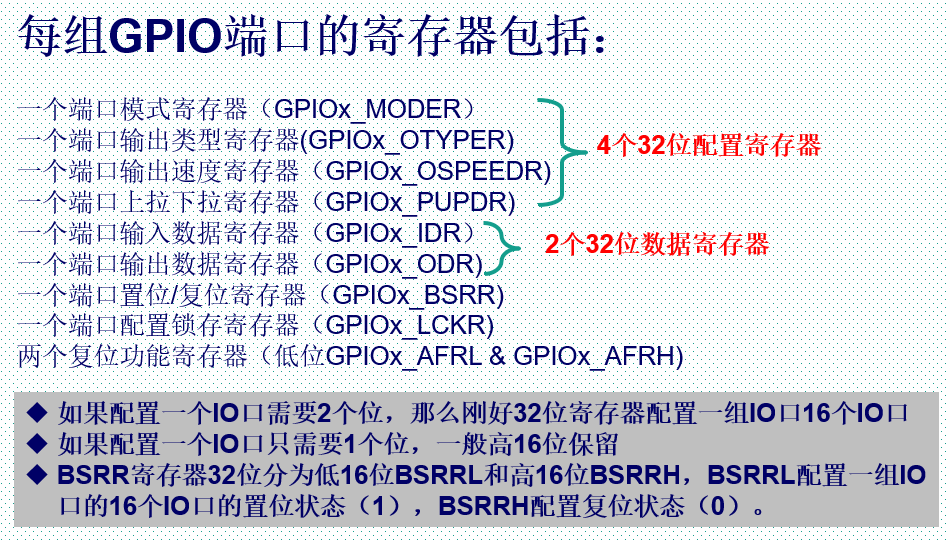 每组GPIO端口的寄存器包括：
一个端口模式寄存器（GPIOx_MODER）
一个端口输出类型寄存器(GPIOx_OTYPER)
一个端口输出速度寄存器（GPIOx_OSPEEDR)
一个端口上拉下拉寄存器（GPIOx_PUPDR)
4个32位配置寄存器
一个端口输入数据寄存器（GPIOx_IDR）
一个端口输出数据寄存器（GPIOx_ODR)
2个32位数据寄存器
一个端口置位/复位寄存器（GPIOx_BSRR)
一个端口配置锁存寄存器（GPIOx_LCKR)
两个复位功能寄存器（低位GPIOx_AFRL & GPIOx_AFRH)
◆ 如果配置一个IO口需要2个位，那么刚好32位寄存器配置一组IO口16个IO口
◆ 如果配置一个IO口只需要1个位，一般高16位保留
◆ BSRR寄存器32位分为低16位BSRRL和高16位BSRRH，BSRRL配置一组IO
口的16个IO口的置位状态（1），BSRRH配置复位状态（0）。